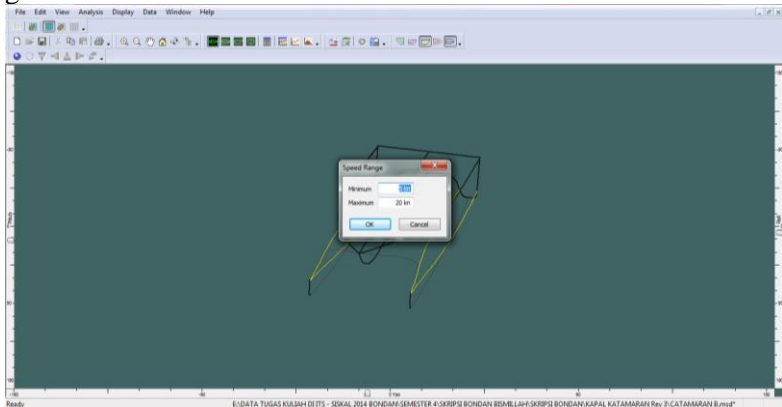 File Edit View Analysis Display Data Window Help
Speed Range
Minimum
Maximum 20 kn
OK Cancel
Ready E:\DATA TUGAS KULIAH DI ITS - SISKAL 2014 BONDAN\SEMESTER 4\SKRIPSI BONDAN BISMILLAH\SKRIPSI BONDAN\KAPAL KATAMARAN Rev 3\CATAMARAN B.msd*